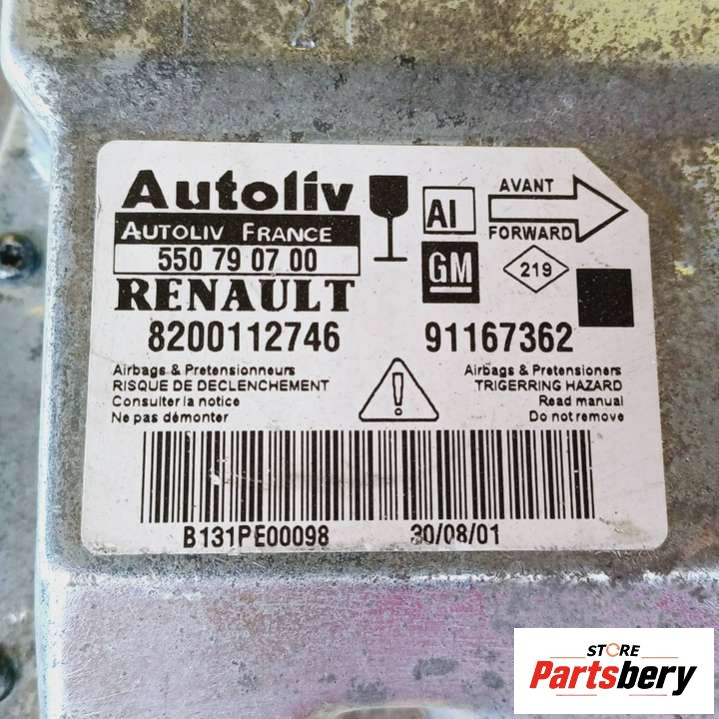 Autoliv
AUTOLIV FRANCE
550 79 07 00
RENAULT
8200112746
AI
GM
AVANT
FORWARD
219
91167362
Airbags & Pretensionneurs
RISQUE DE DECLENCHEMENT
Consulter la notice
Ne pas démonter
Airbags & Pretensioners
TRIGERRING HAZARD
Read manual
Do not remove
B131PE00098 30/08/01
STORE
Partsbery